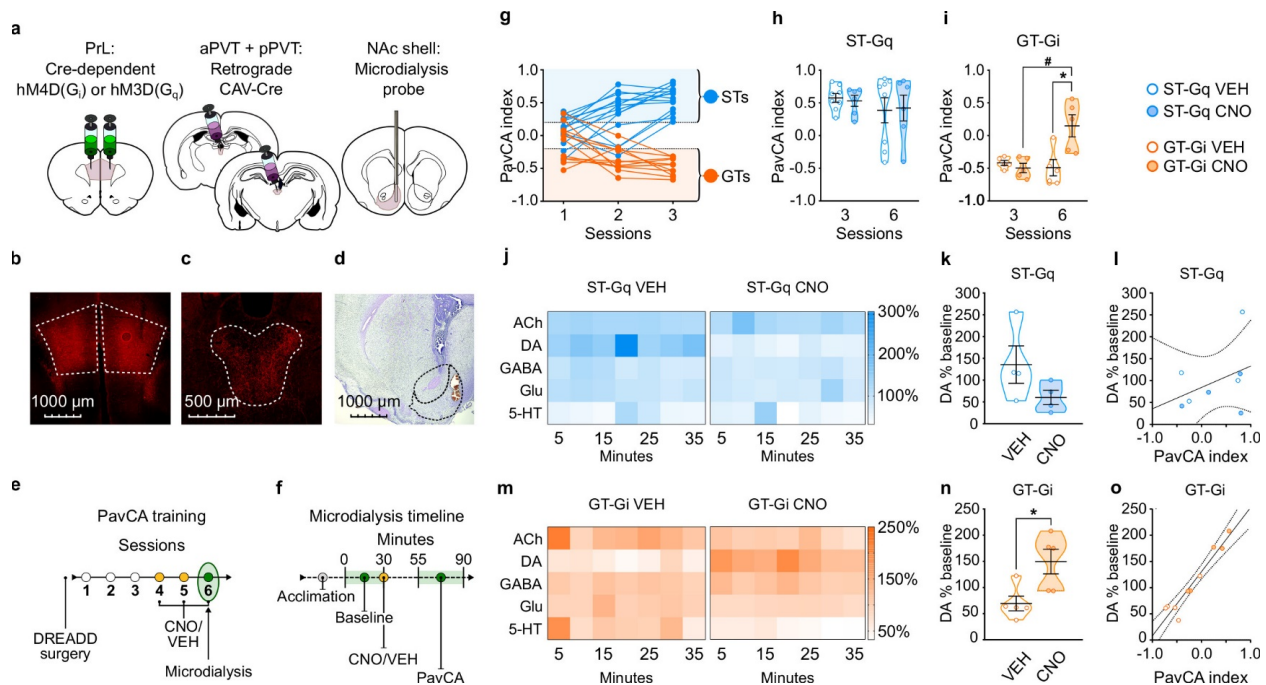 a
PrL:
Cre-dependent
hM4D(Gi) or hM3D(Gq)
aPVT + pPVT:
Retrograde
CAV-Cre
NAc shell:
Microdialysis
probe
b
1000 µm
c
500 µm
d
1000 µm
e
PavCA training
Sessions
1 2 3 4 5 6
DREADD
surgery
CNO/
VEH
Microdialysis
f
Microdialysis timeline
Minutes
0 30 55 90
Acclimation
Baseline
CNO/VEH
PavCA
g
PavCA index
1.0
0.5
0.0
-0.5
-1.0
STs
GTs
1 2 3
Sessions
h
ST-Gq
PavCA index
1.0
0.5
0.0
-0.5
-1.0
3 6
Sessions
i
GT-Gi
#
*
PavCA index
1.0
0.5
0.0
-0.5
-1.0
3 6
Sessions
ST-Gq VEH
ST-Gq CNO
GT-Gi VEH
GT-Gi CNO
j
ST-Gq VEH ST-Gq CNO
ACh
DA
GABA
Glu
5-HT
300%
200%
100%
5 15 25 35 5 15 25 35
Minutes Minutes
k
ST-Gq
DA % baseline
300
250
200
150
100
50
0
VEH CNO
l
ST-Gq
DA % baseline
300
250
200
150
100
50
0
-1.0 0.0 1.0
PavCA index
m
GT-Gi VEH GT-Gi CNO
ACh
DA
GABA
Glu
5-HT
250%
150%
50%
5 15 25 35 5 15 25 35
Minutes Minutes
n
GT-Gi
*
DA % baseline
250
200
150
100
50
0
VEH CNO
o
GT-Gi
DA % baseline
250
200
150
100
50
0
-1.0 0.0 1.0
PavCA index